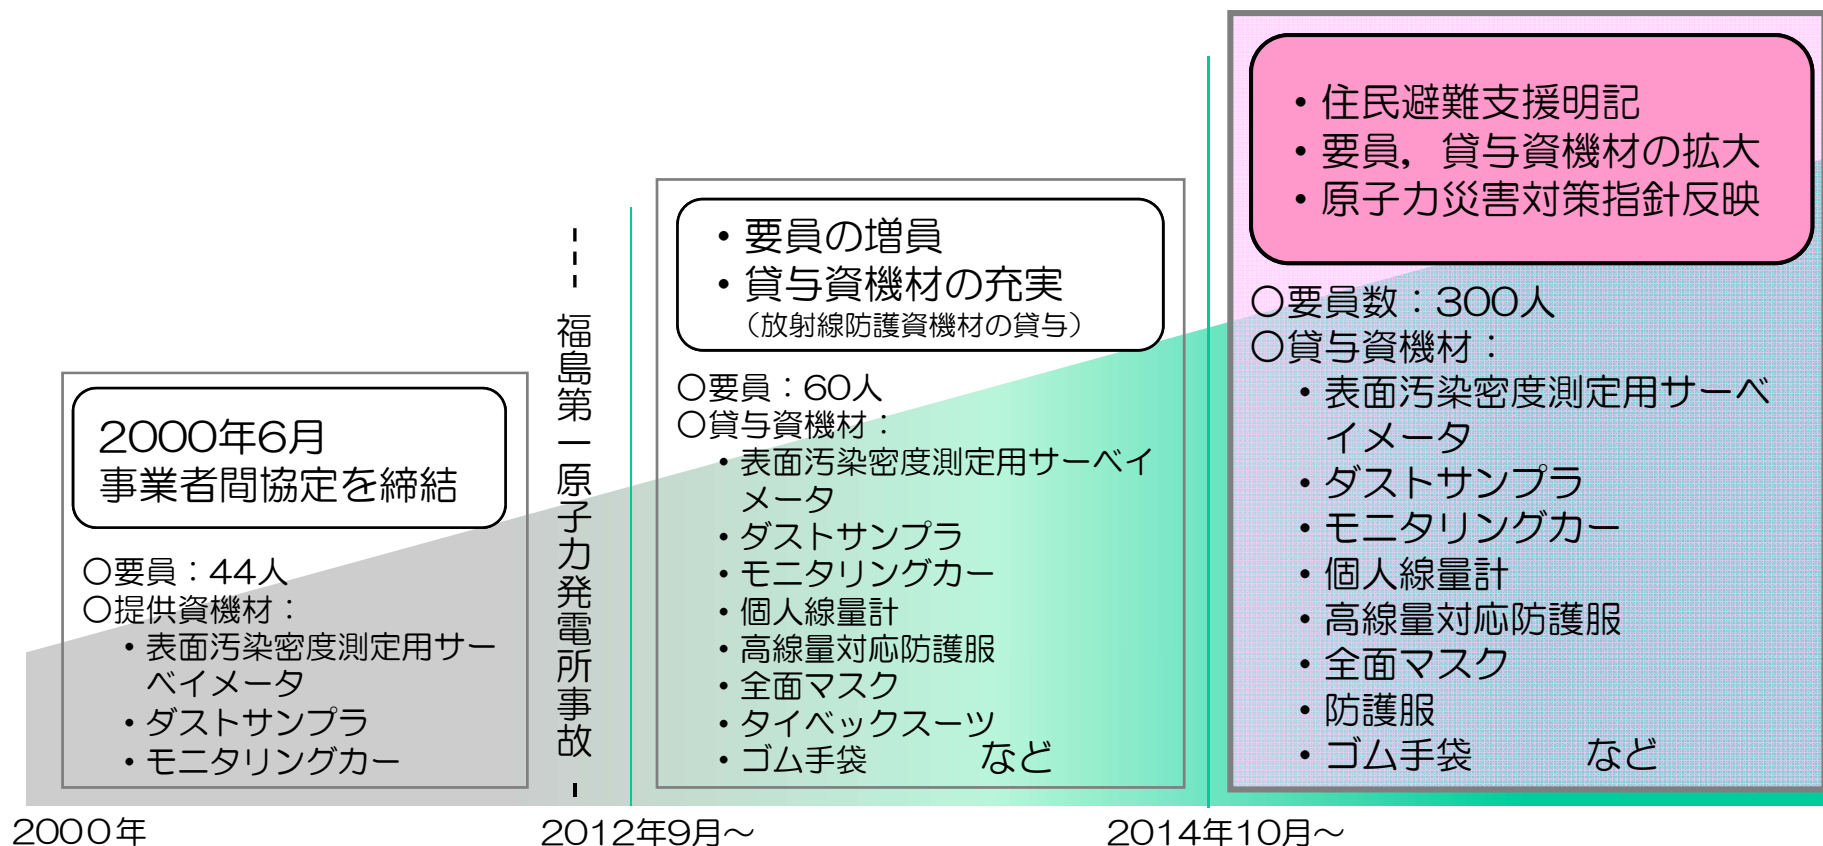 2000年6月
事業者間協定を締結
〇要員：44人
〇提供資機材：
・表面汚染密度測定用サー
ベイメータ
・ダストサンプラ
・モニタリングカー
福島第一原子力発電所事故
・要員の増員
・貸与資機材の充実
（放射線防護資機材の貸与）
〇要員：60人
〇貸与資機材：
・表面汚染密度測定用サーベイ
メータ
・ダストサンプラ
・モニタリングカー
・個人線量計
・高線量対応防護服
・全面マスク
・タイベックスーツ
・ゴム手袋　　　など
・住民避難支援明記
・要員，貸与資機材の拡大
・原子力災害対策指針反映
〇要員数：300人
〇貸与資機材：
・表面汚染密度測定用サーベ
イメータ
・ダストサンプラ
・モニタリングカー
・個人線量計
・高線量対応防護服
・全面マスク
・防護服
・ゴム手袋　　　など
2000年
2012年9月～
2014年10月～